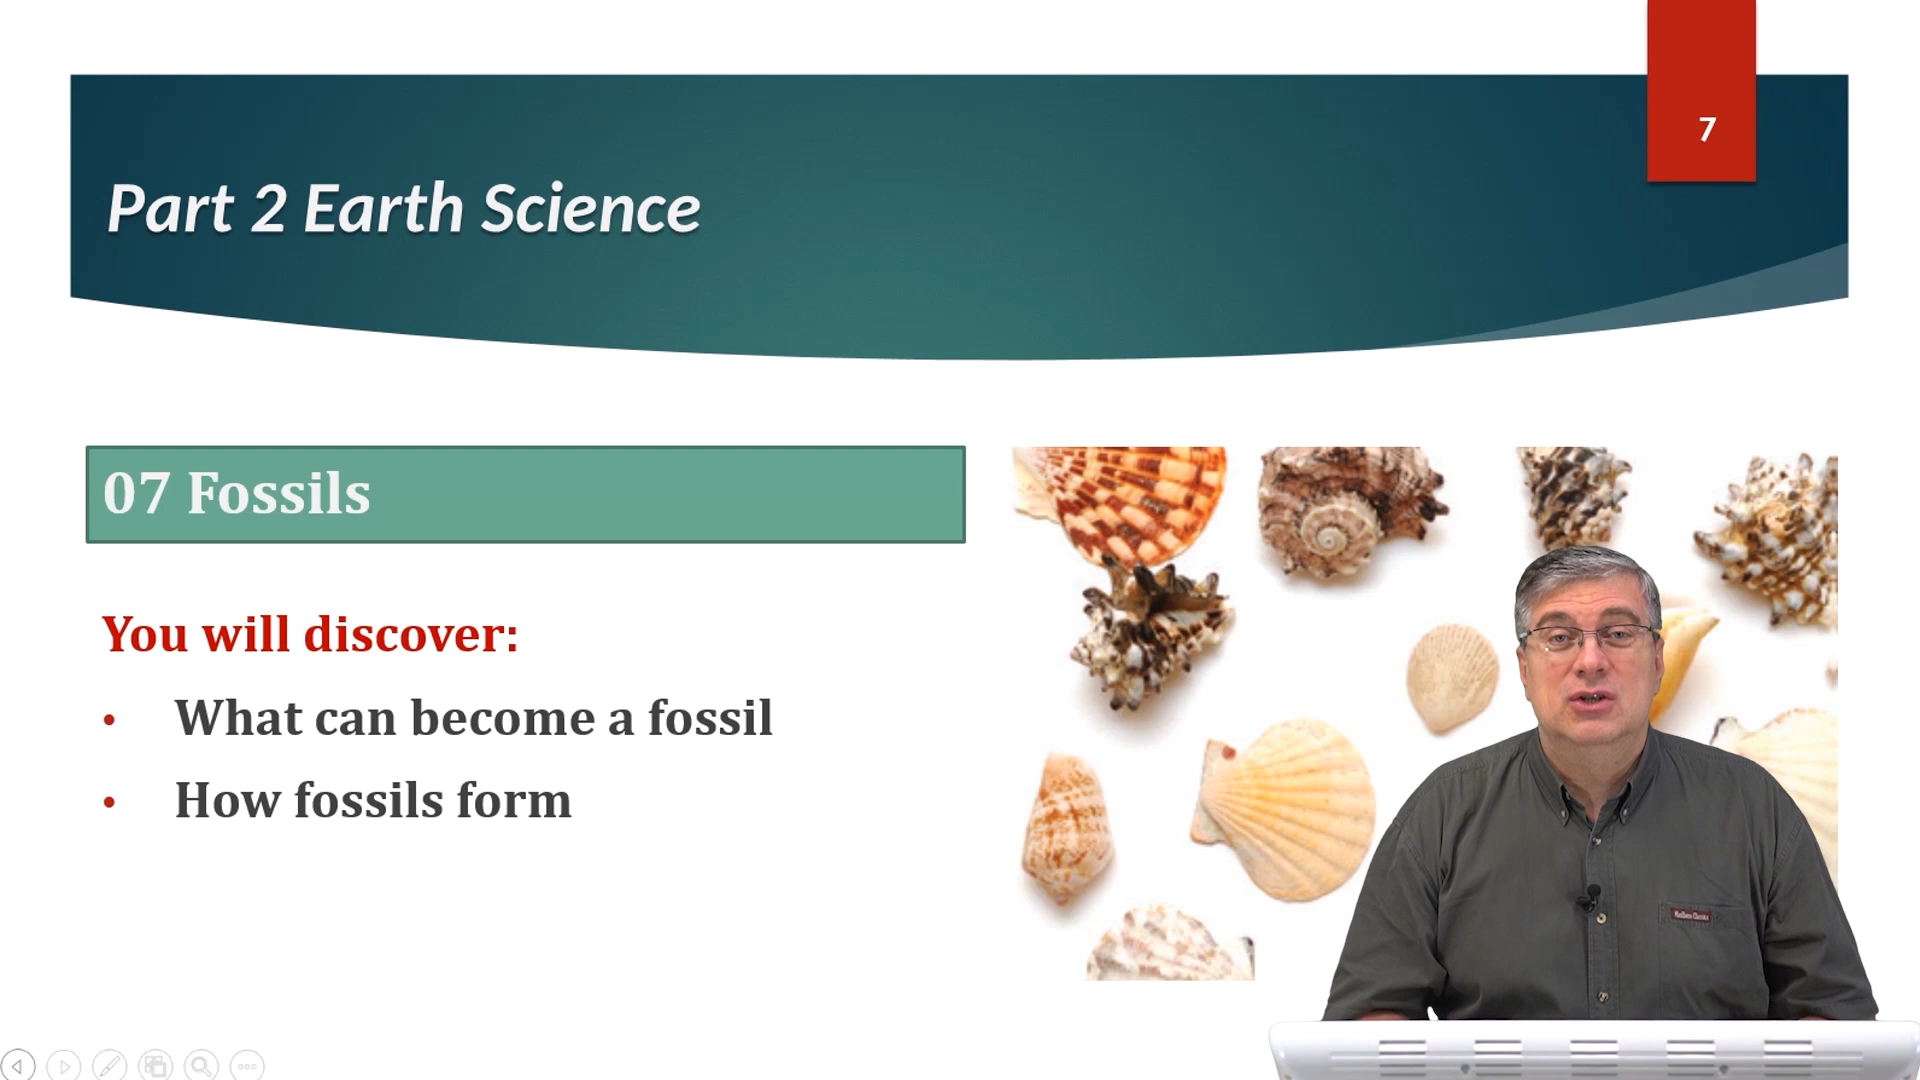 7
Part 2 Earth Science
07 Fossils
You will discover:
• What can become a fossil
• How fossils form